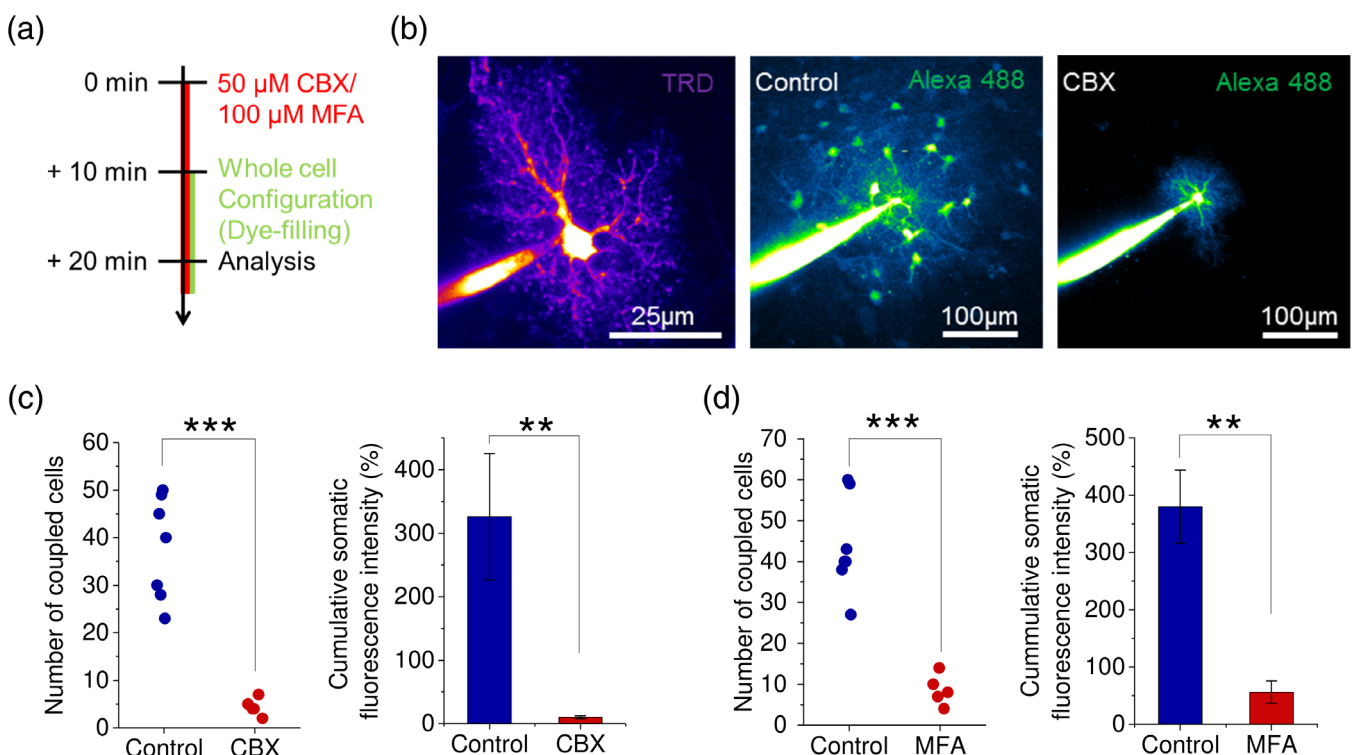 (a)
0 min
50 µM CBX/
100 µM MFA
+ 10 min
Whole cell
Configuration
(Dye-filling)
+ 20 min
Analysis
(b)
TRD
25µm
Control
Alexa 488
100µm
CBX
Alexa 488
100µm
(c)
Number of coupled cells
60
50
40
30
20
10
0
Control
CBX
***
Cumulative somatic
fluorescence intensity (%)
400
300
200
100
0
Control
CBX
**
(d)
Number of coupled cells
70
60
50
40
30
20
10
0
Control
MFA
***
Cummulative somatic
fluorescence intensity (%)
500
400
300
200
100
0
Control
MFA
**